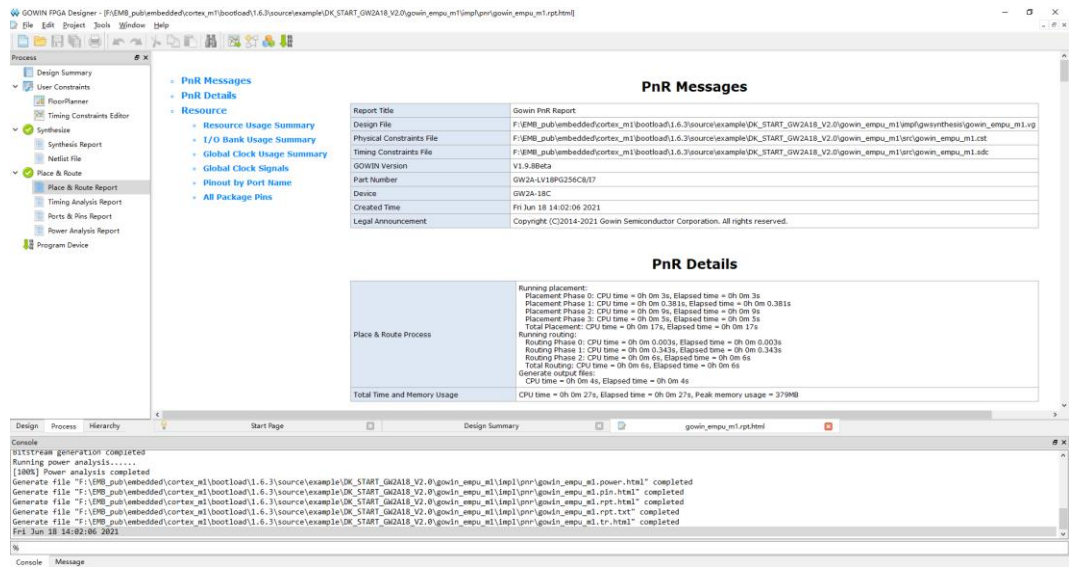 GOWIN FPGA Designer - [F:\EMB_pub\embedded\cortex_m1\bootload\1.6.3\source\example\DK_START_GW2A18_V2.0\gowin_empu_m1\impl\pnr\gowin_empu_m1.rpt.html]
File Edit Project Tools Window Help
Process
Design Summary
User Constraints
FloorPlanner
Timing Constraints Editor
Synthesize
Synthesis Report
Netlist File
Place & Route
Place & Route Report
Timing Analysis Report
Ports & Pins Report
Power Analysis Report
Program Device
PnR Messages
PnR Details
Resource
Resource Usage Summary
I/O Bank Usage Summary
Global Clock Usage Summary
Global Clock Signals
Pinout by Port Name
All Package Pins
PnR Messages
Report Title Gowin PnR Report
Design File F:\EMB_pub\embedded\cortex_m1\bootload\1.6.3\source\example\DK_START_GW2A18_V2.0\gowin_empu_m1\impl\gwsynthesis\gowin_empu_m1.vg
Physical Constraints File F:\EMB_pub\embedded\cortex_m1\bootload\1.6.3\source\example\DK_START_GW2A18_V2.0\gowin_empu_m1\src\gowin_empu_m1.cst
Timing Constraints File F:\EMB_pub\embedded\cortex_m1\bootload\1.6.3\source\example\DK_START_GW2A18_V2.0\gowin_empu_m1\src\gowin_empu_m1.sdc
GOWIN Version V1.9.8Beta
Part Number GW2A-LV18PG256C8/I7
Device GW2A-18C
Created Time Fri Jun 18 14:02:06 2021
Legal Announcement Copyright (C)2014-2021 Gowin Semiconductor Corporation. All rights reserved.
PnR Details
Place & Route Process
Running placement:
Placement Phase 0: CPU time = 0h 0m 3s, Elapsed time = 0h 0m 3s
Placement Phase 1: CPU time = 0h 0m 0.381s, Elapsed time = 0h 0m 0.381s
Placement Phase 2: CPU time = 0h 0m 9s, Elapsed time = 0h 0m 9s
Placement Phase 3: CPU time = 0h 0m 5s, Elapsed time = 0h 0m 5s
Total Placement: CPU time = 0h 0m 17s, Elapsed time = 0h 0m 17s
Running routing:
Routing Phase 0: CPU time = 0h 0m 0.003s, Elapsed time = 0h 0m 0.003s
Routing Phase 1: CPU time = 0h 0m 0.343s, Elapsed time = 0h 0m 0.343s
Routing Phase 2: CPU time = 0h 0m 6s, Elapsed time = 0h 0m 6s
Total Routing: CPU time = 0h 0m 6s, Elapsed time = 0h 0m 6s
Generate output files:
CPU time = 0h 0m 4s, Elapsed time = 0h 0m 4s
Total Time and Memory Usage CPU time = 0h 0m 27s, Elapsed time = 0h 0m 27s, Peak memory usage = 379MB
Design Process Hierarchy
Start Page Design Summary gowin_empu_m1.rpt.html
Console
Bitstream generation completed
Running power analysis......
[100%] Power analysis completed
Generate file "F:\EMB_pub\embedded\cortex_m1\bootload\1.6.3\source\example\DK_START_GW2A18_V2.0\gowin_empu_m1\impl\pnr\gowin_empu_m1.power.html" completed
Generate file "F:\EMB_pub\embedded\cortex_m1\bootload\1.6.3\source\example\DK_START_GW2A18_V2.0\gowin_empu_m1\impl\pnr\gowin_empu_m1.pin.html" completed
Generate file "F:\EMB_pub\embedded\cortex_m1\bootload\1.6.3\source\example\DK_START_GW2A18_V2.0\gowin_empu_m1\impl\pnr\gowin_empu_m1.rpt.html" completed
Generate file "F:\EMB_pub\embedded\cortex_m1\bootload\1.6.3\source\example\DK_START_GW2A18_V2.0\gowin_empu_m1\impl\pnr\gowin_empu_m1.rpt.txt" completed
Generate file "F:\EMB_pub\embedded\cortex_m1\bootload\1.6.3\source\example\DK_START_GW2A18_V2.0\gowin_empu_m1\impl\pnr\gowin_empu_m1.tr.html" completed
Fri Jun 18 14:02:06 2021
%
Console Message